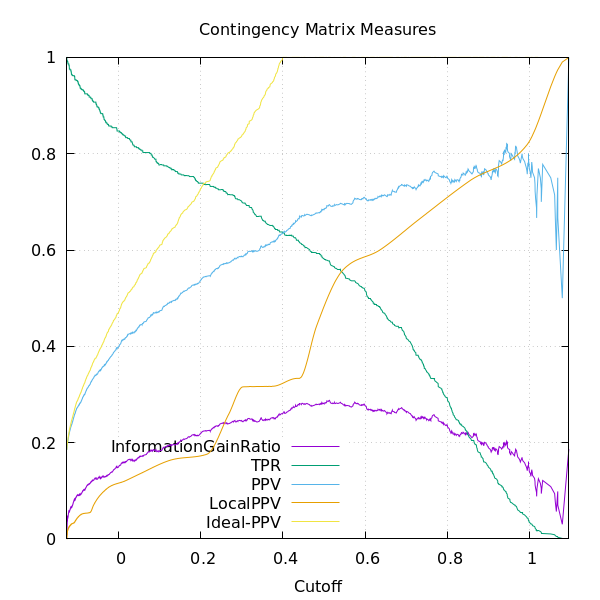 Contingency Matrix Measures
1
0.8
0.6
0.4
0.2
0
InformationGainRatio
TPR
PPV
LocalPPV
Ideal-PPV
0 0.2 0.4 0.6 0.8 1
Cutoff